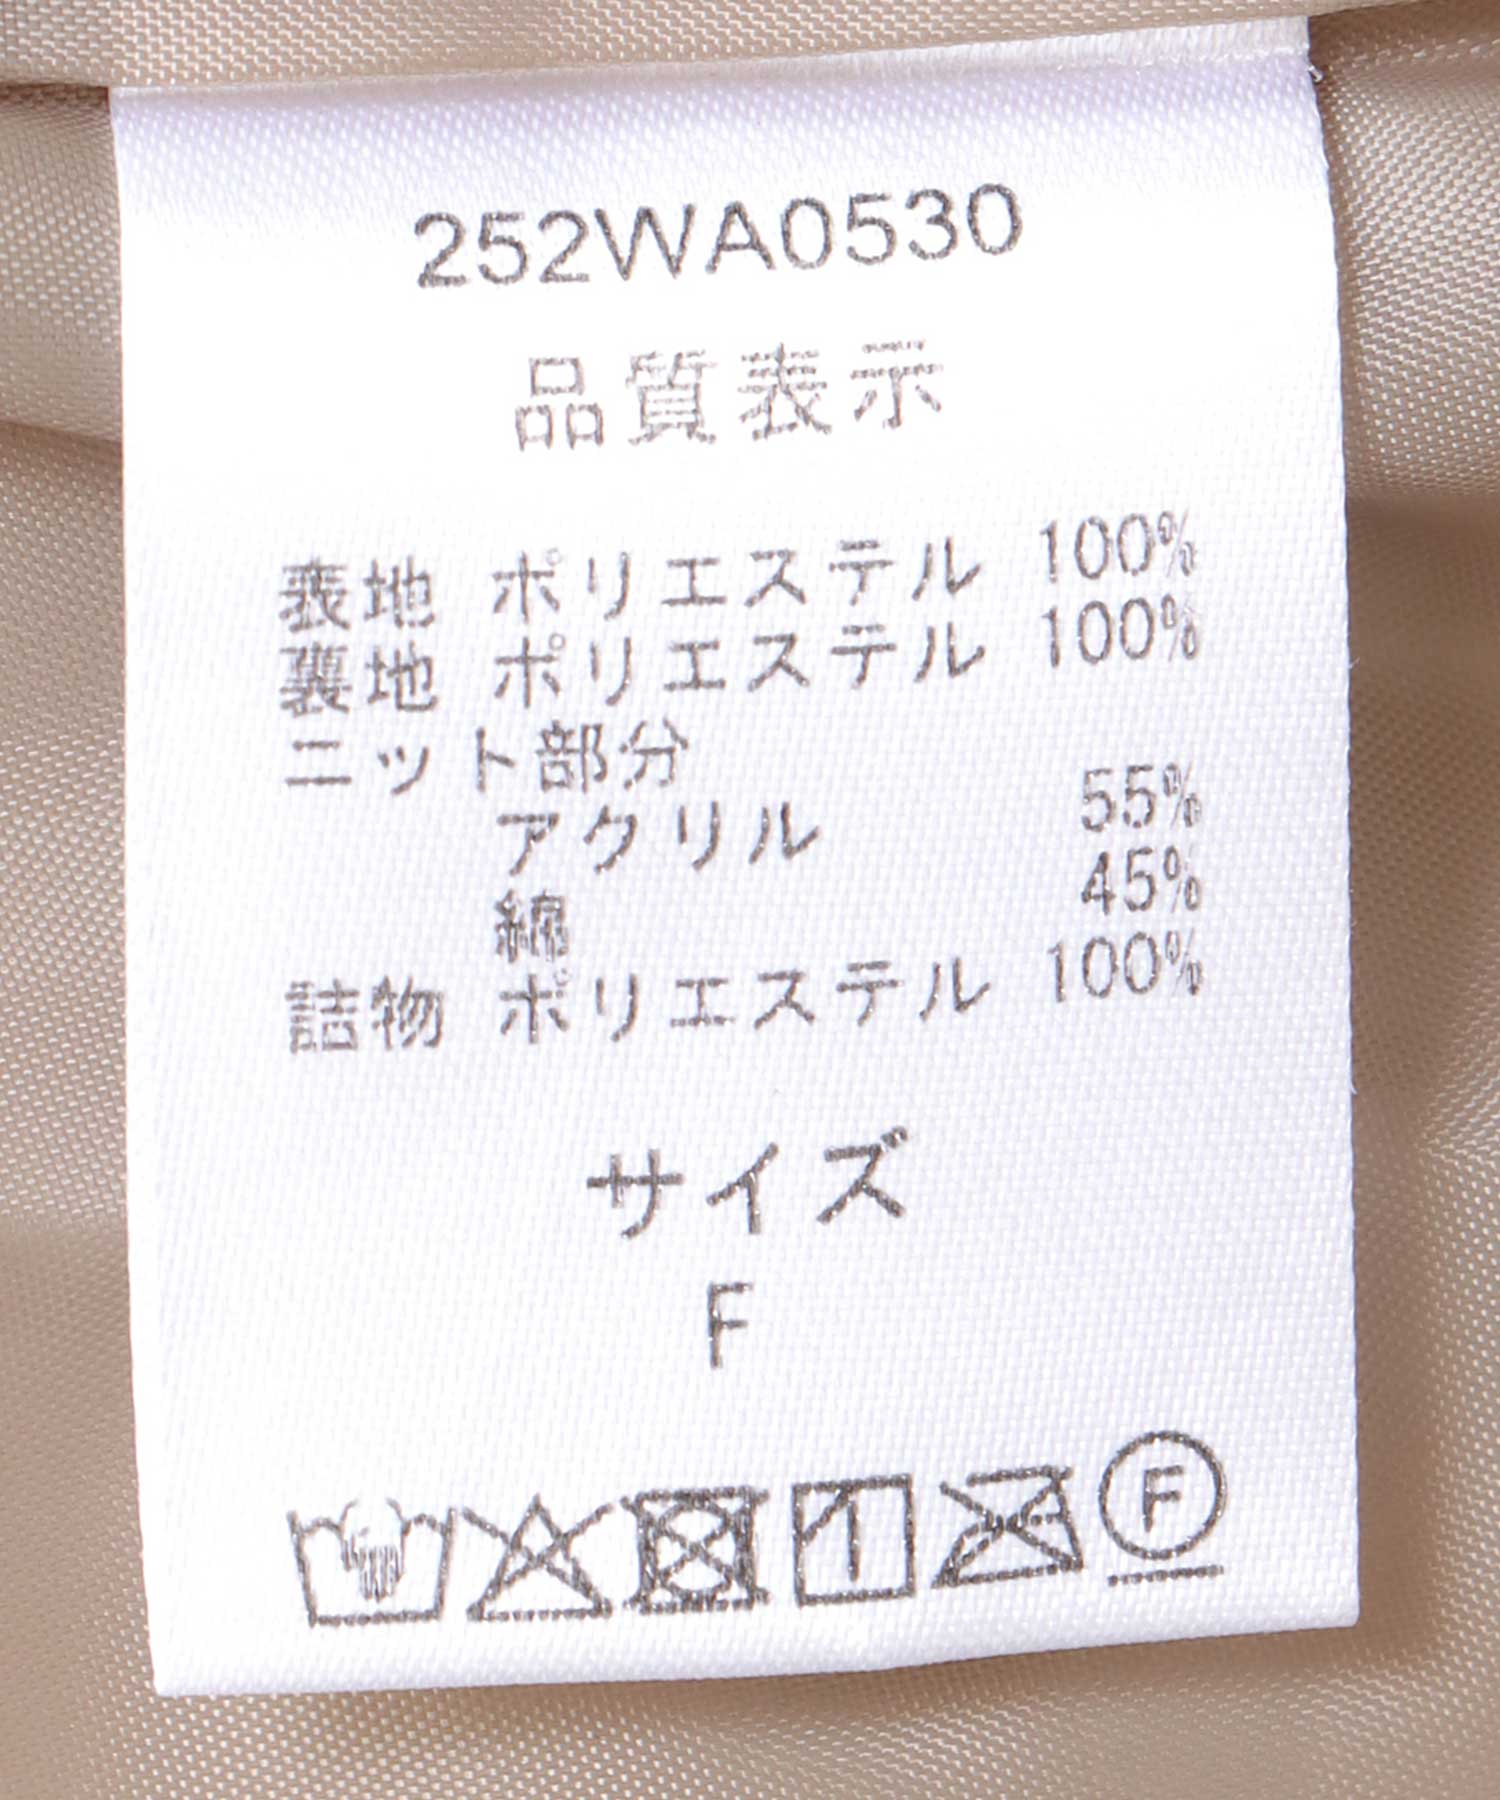 252WA0530
品質表示
表地 ポリエステル 100%
裏地 ポリエステル 100%
ニット部分
アクリル 55%
綿 45%
詰物 ポリエステル 100%
サイズ
F
F